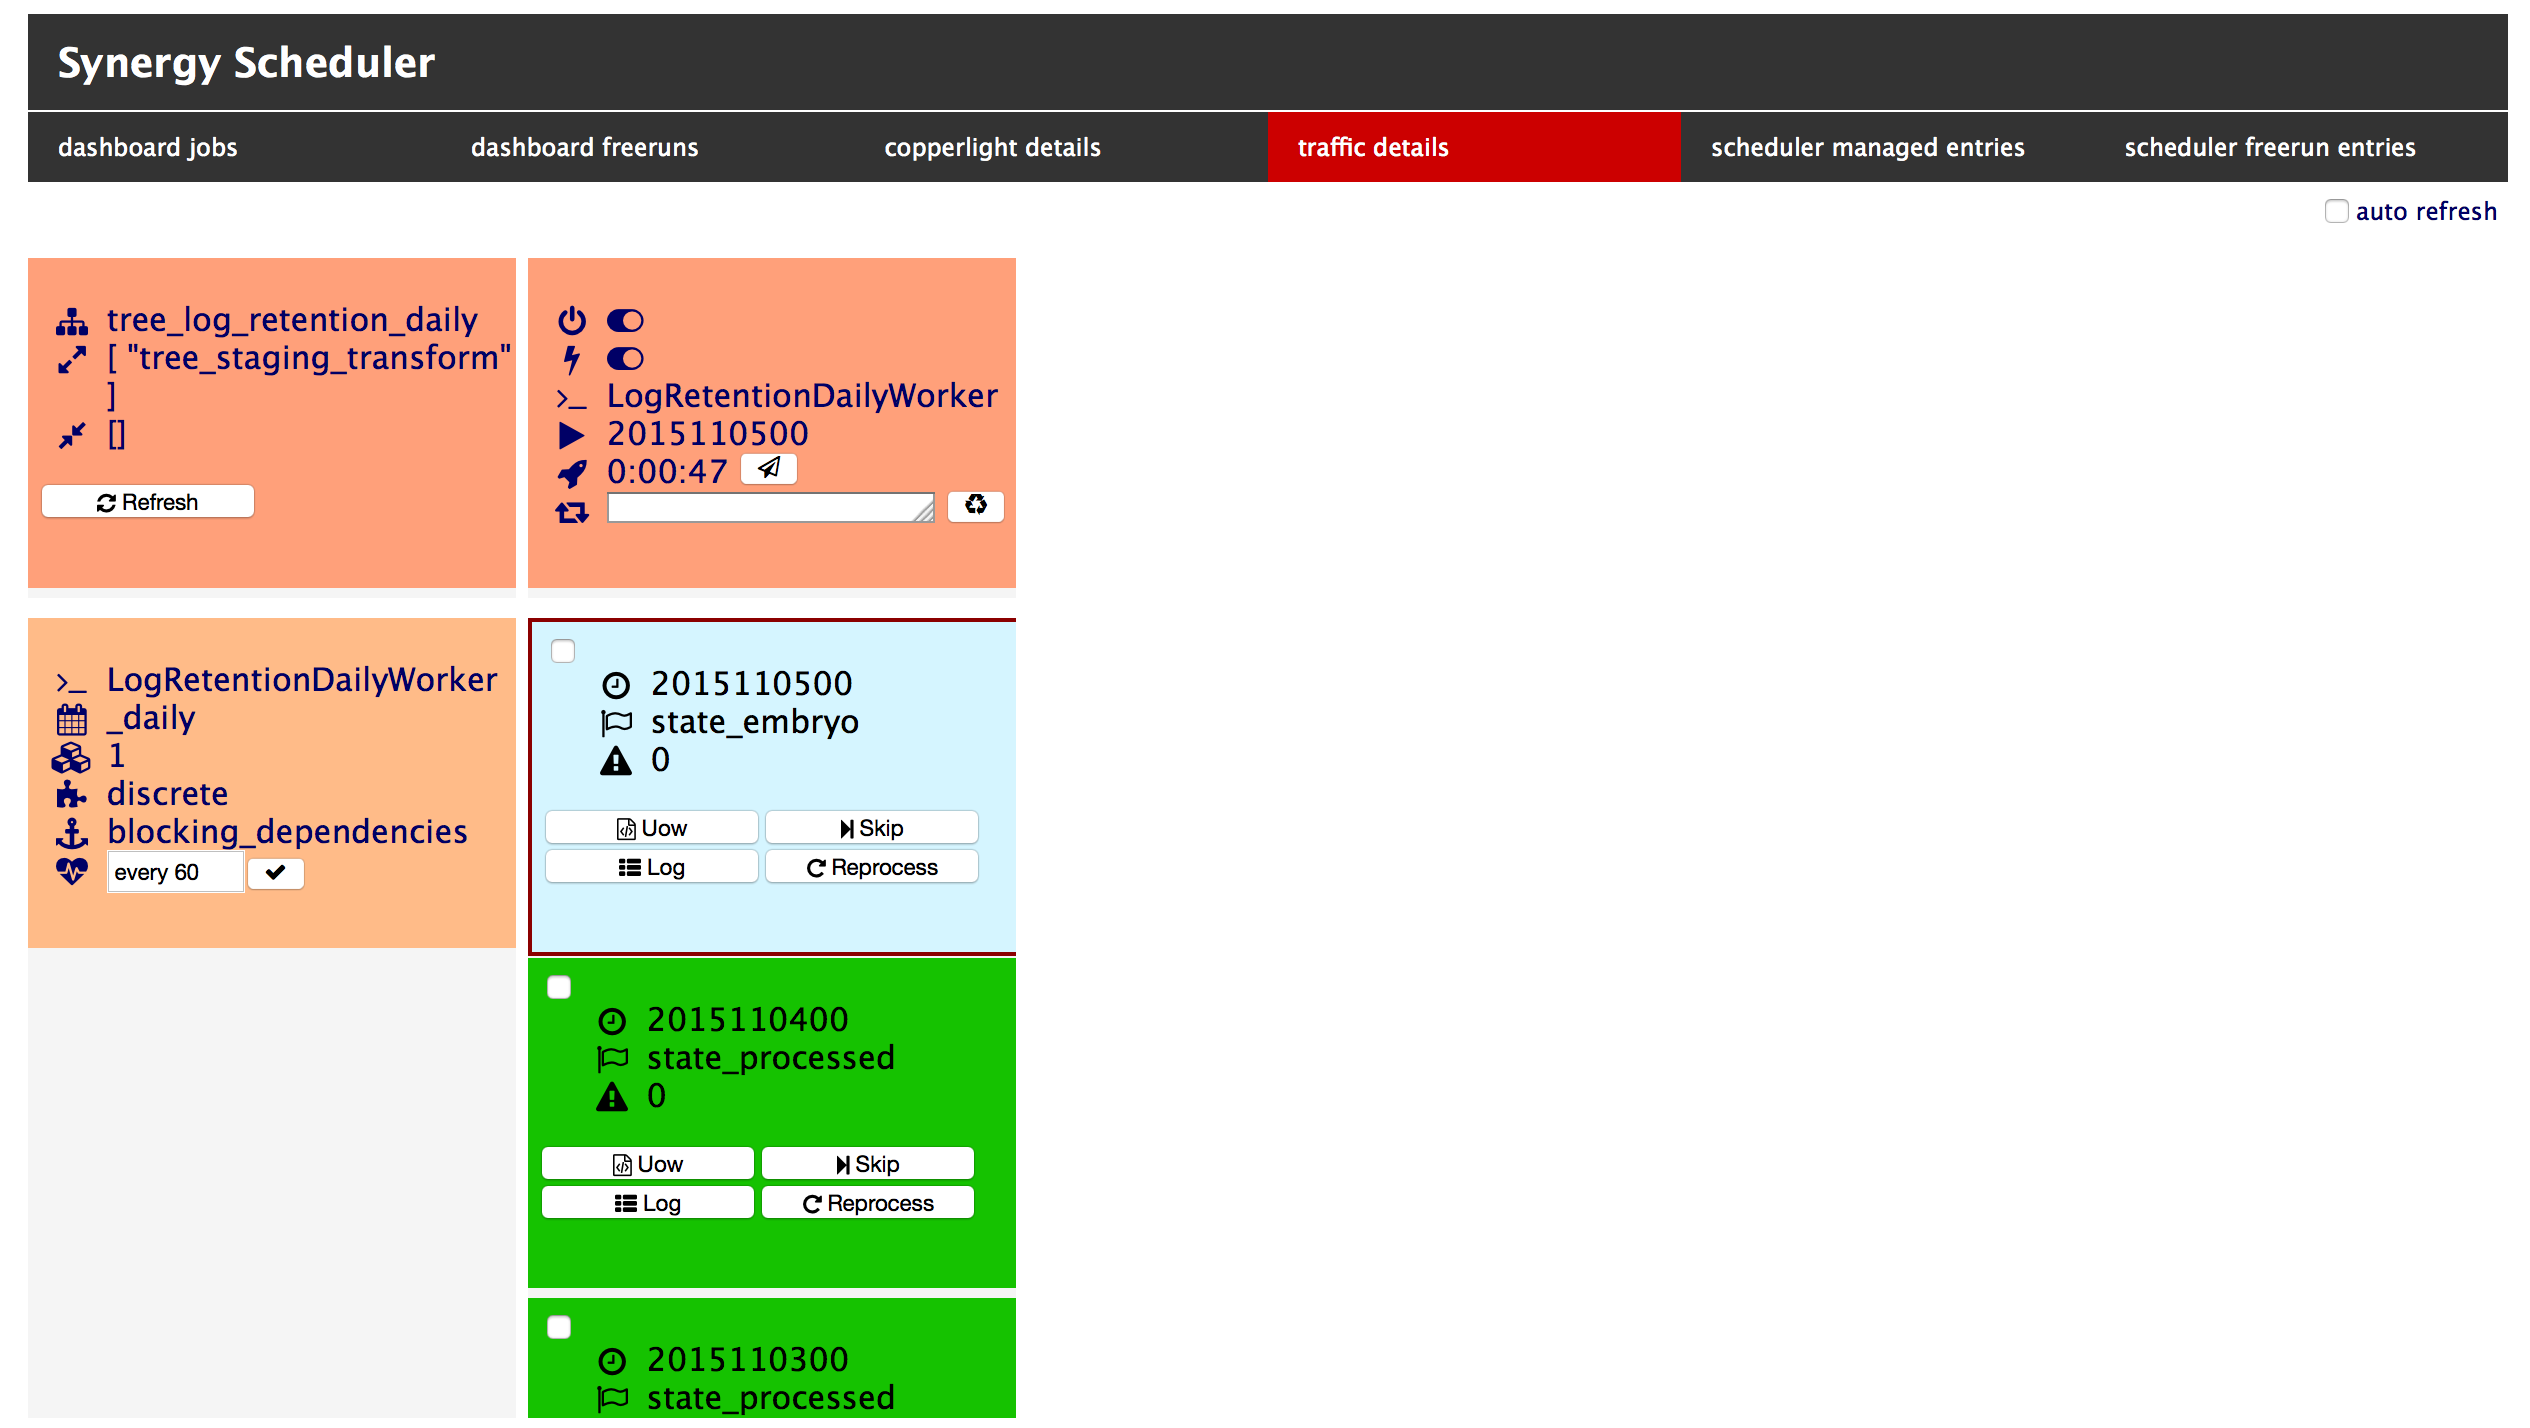 Synergy Scheduler
dashboard jobs
dashboard freeruns
copperlight details
traffic details
scheduler managed entries
scheduler freerun entries
auto refresh
tree_log_retention_daily
[ "tree_staging_transform"
]
[]
Refresh
LogRetentionDailyWorker
2015110500
0:00:47
LogRetentionDailyWorker
_daily
1
discrete
blocking_dependencies
every 60
2015110500
state_embryo
0
Uow
Skip
Log
Reprocess
2015110400
state_processed
0
Uow
Skip
Log
Reprocess
2015110300
state_processed